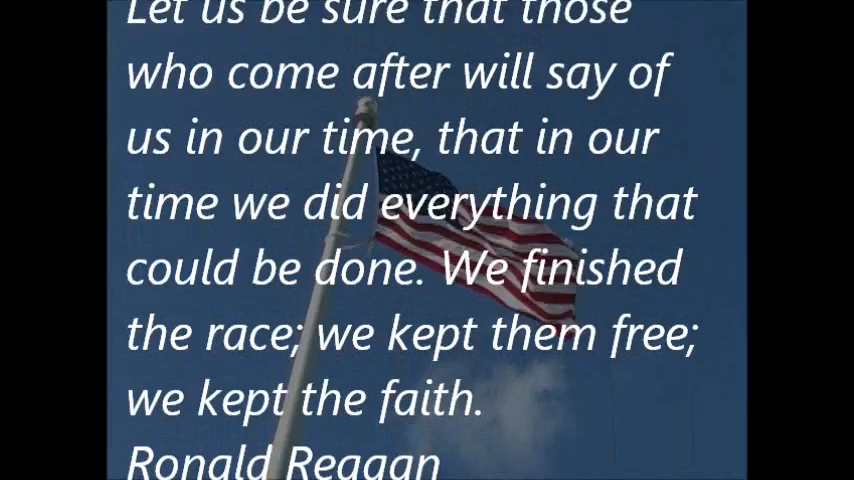 Let us be sure that those
who come after will say of
us in our time, that in our
time we did everything that
could be done. We finished
the race; we kept them free;
we kept the faith.
Ronald Reagan